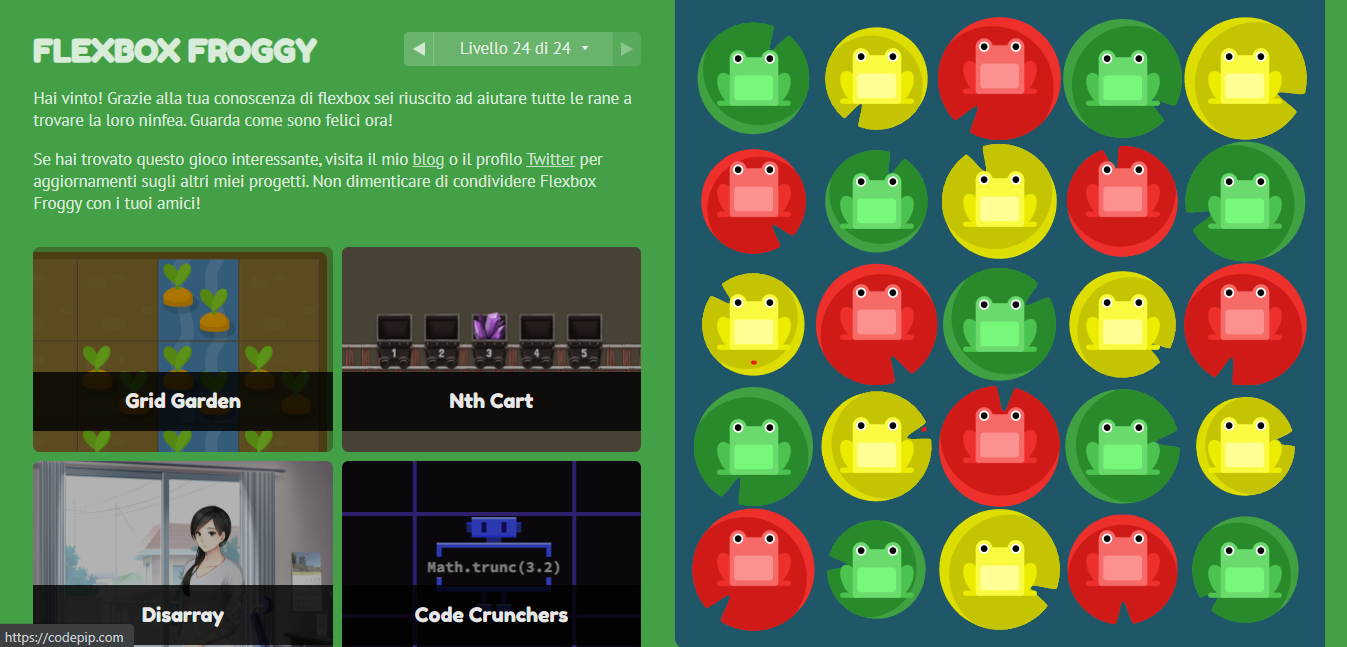 FLEXBOX FROGGY
Livello 24 di 24
Hai vinto! Grazie alla tua conoscenza di flexbox sei riuscito ad aiutare tutte le rane a
trovare la loro ninfea. Guarda come sono felici ora!
Se hai trovato questo gioco interessante, visita il mio blog o il profilo Twitter per
aggiornamenti sugli altri miei progetti. Non dimenticare di condividere Flexbox
Froggy con i tuoi amici!
Grid Garden
1 2 3 4 5
Nth Cart
Disarray
Math.trunc(3.2)
Code Crunchers
https://codepip.com